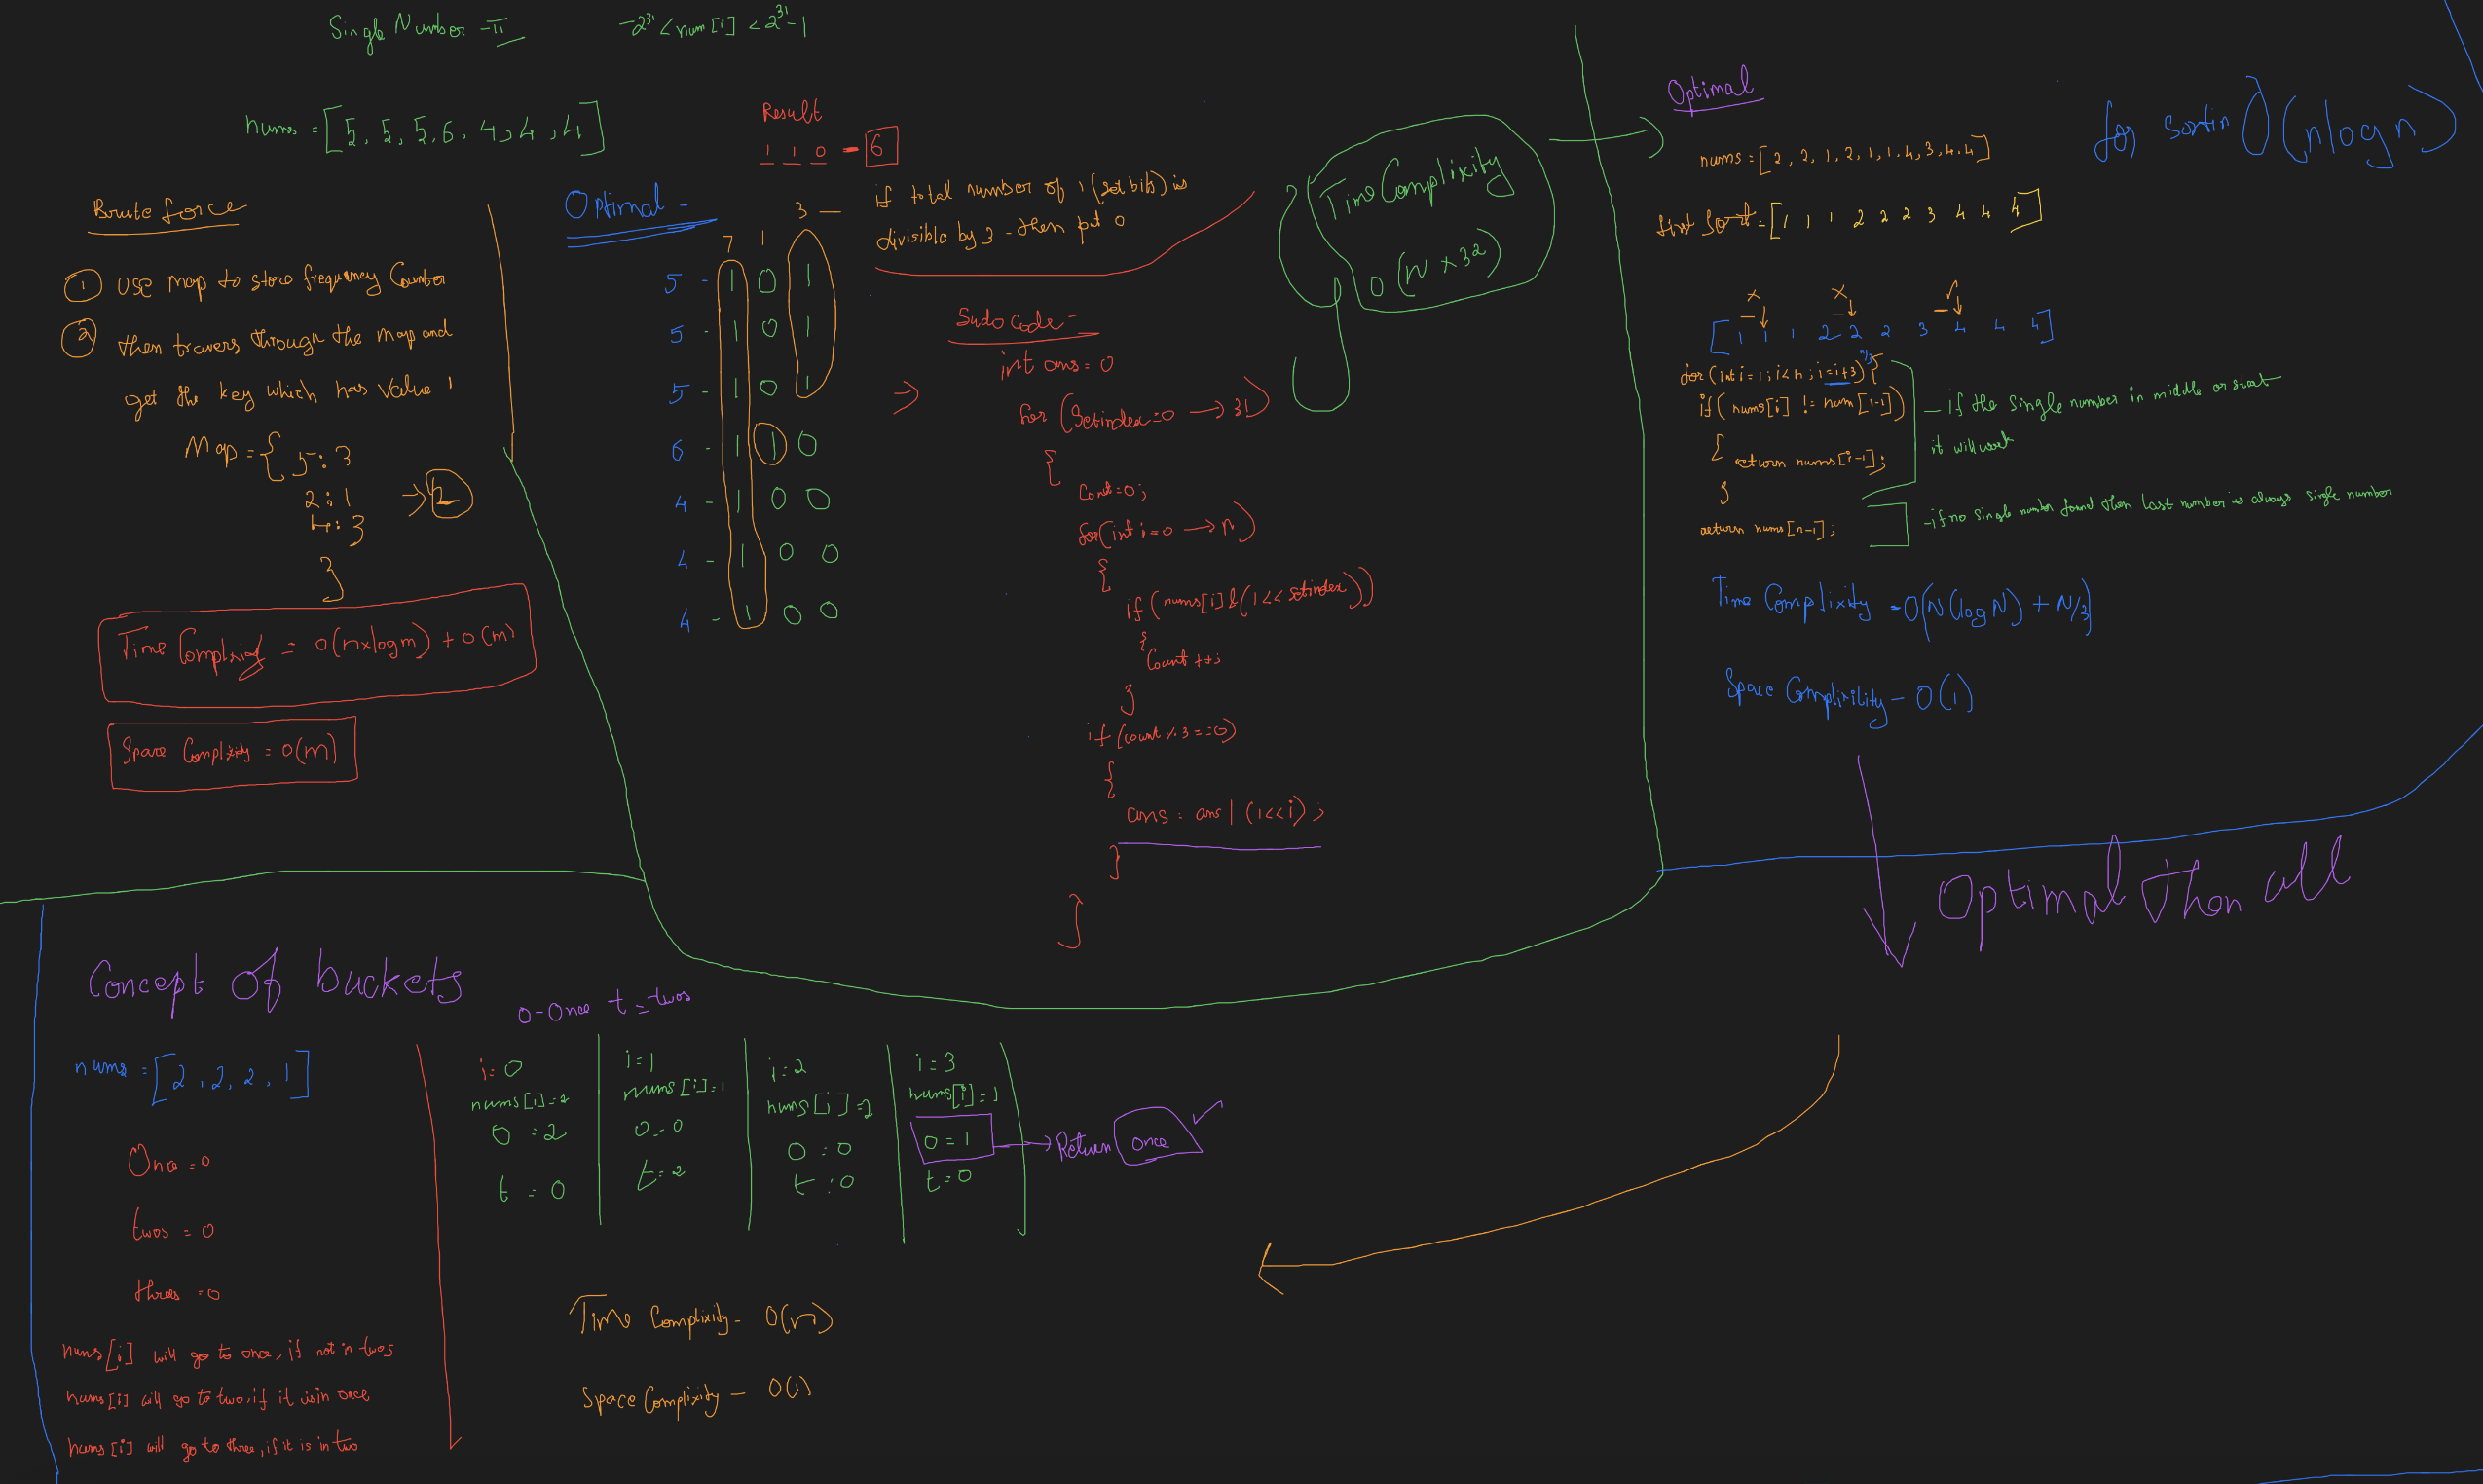 Single Number - II
-2^31 < num[i] < 2^31 - 1
nums = [5, 5, 5, 6, 4, 4, 4]
Brute force
1 Use map to store frequency Counter
2 then travers through the map and
get the key which has value 1
Map = { 5:3
2:1 → 2
4:3
}
Time Complixity = O(n×logm) + O(m)
Space Complixity = O(m)
Result
1 1 0 = 6
Optimal -
3 - if total number of 1 (set bits) is
divisible by 3 - then put 0
7 1
5 - 1 0 1
5 - 1 0 1
5 - 1 0 1
6 - 1 1 0
4 - 1 0 0
4 - 1 0 0
4 - 1 0 0
Sudo Code -
int ans = 0
for (Setindex = 0 → 31)
{
Cont = 0;
for (int i = 0 → n)
{
if (nums[i] & (1 << setindex))
{
Count ++;
}
if (count % 3 == 0)
{
ans = ans | (1<<i);
}
}
Time Complixity
O(N × 32)
Optimal
for sortin () (nlogn)
nums = [2, 2, 1, 2, 1, 1, 4, 3, 4, 4]
first Sort = [1 1 1 2 2 2 3 4 4 4]
x x
[1 1 1 2 2 2 3 4 4 4]
n/3
for (int i = 1; i < n; i = i+3) {
if (nums[i] != num[i-1])
{ return nums[i-1];
}
- if the single number in middle or start
it will work
return nums[n-1];
- if no single number found then last number is always single number
Time Complixity - O(N(logN) + N/3)
Space Complixility - O(1)
Optimal Then all
Concept of buckets
o - Once t = twos
nums = [2, 2, 2, 1]
Once = 0
twos = 0
threes = 0
nums[i] will go to once, if not in twos
nums[i] will go to two, if it is in once
nums[i] will go to three, if it is in two
i = 0
nums[i] = 2
o = 2
t = 0
i = 1
nums[i] = 1
o = 0
t = 2
i = 2
nums[i] = 2
o = 0
t = 0
i = 3
nums[i] = 1
o = 1
t = 0
→ Return once
Time Complixity - O(n)
Space Complixity - O(1)